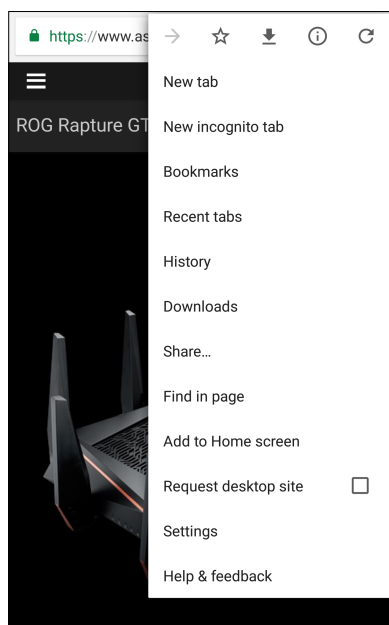 https://www.as
ROG Rapture GT
New tab
New incognito tab
Bookmarks
Recent tabs
History
Downloads
Share...
Find in page
Add to Home screen
Request desktop site
Settings
Help & feedback